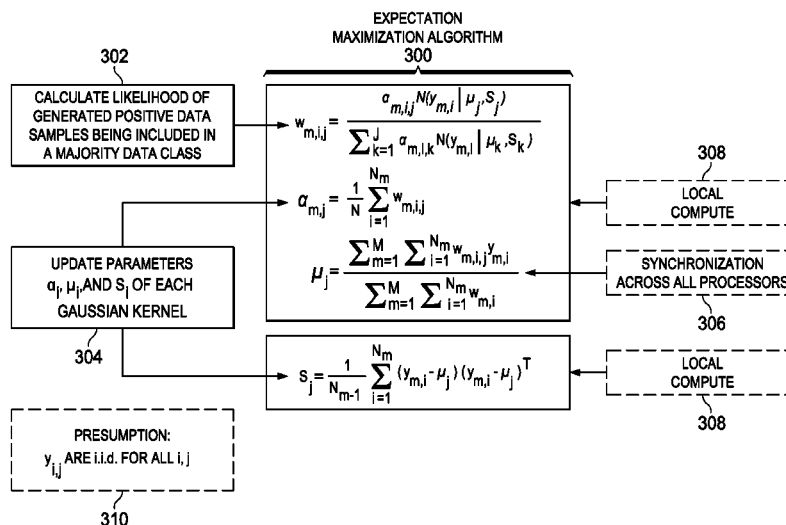 EXPECTATION
MAXIMIZATION ALGORITHM
300
302
CALCULATE LIKELIHOOD OF
GENERATED POSITIVE DATA
SAMPLES BEING INCLUDED IN
A MAJORITY DATA CLASS
w_{m,i,j} = \frac{α_{m,i,j} N(y_{m,i} | μ_j, S_j)}{∑_{k=1}^{J} α_{m,i,k} N(y_{m,i} | μ_k, S_k)}
α_{m,j} = \frac{1}{N} ∑_{i=1}^{N_m} w_{m,i,j}
308
LOCAL
COMPUTE
UPDATE PARAMETERS
α_j, μ_j, AND S_j OF EACH
GAUSSIAN KERNEL
304
μ_j = \frac{∑_{m=1}^{M} ∑_{i=1}^{N_m} w_{m,i,j} y_{m,i}}{∑_{m=1}^{M} ∑_{i=1}^{N_m} w_{m,i}}
SYNCHRONIZATION
ACROSS ALL PROCESSORS
306
S_j = \frac{1}{N_{m-1}} ∑_{i=1}^{N_m} (y_{m,i} - μ_j) (y_{m,i} - μ_j)^T
LOCAL
COMPUTE
308
PRESUMPTION:
y_{i,j} ARE i.i.d. FOR ALL i, j
310